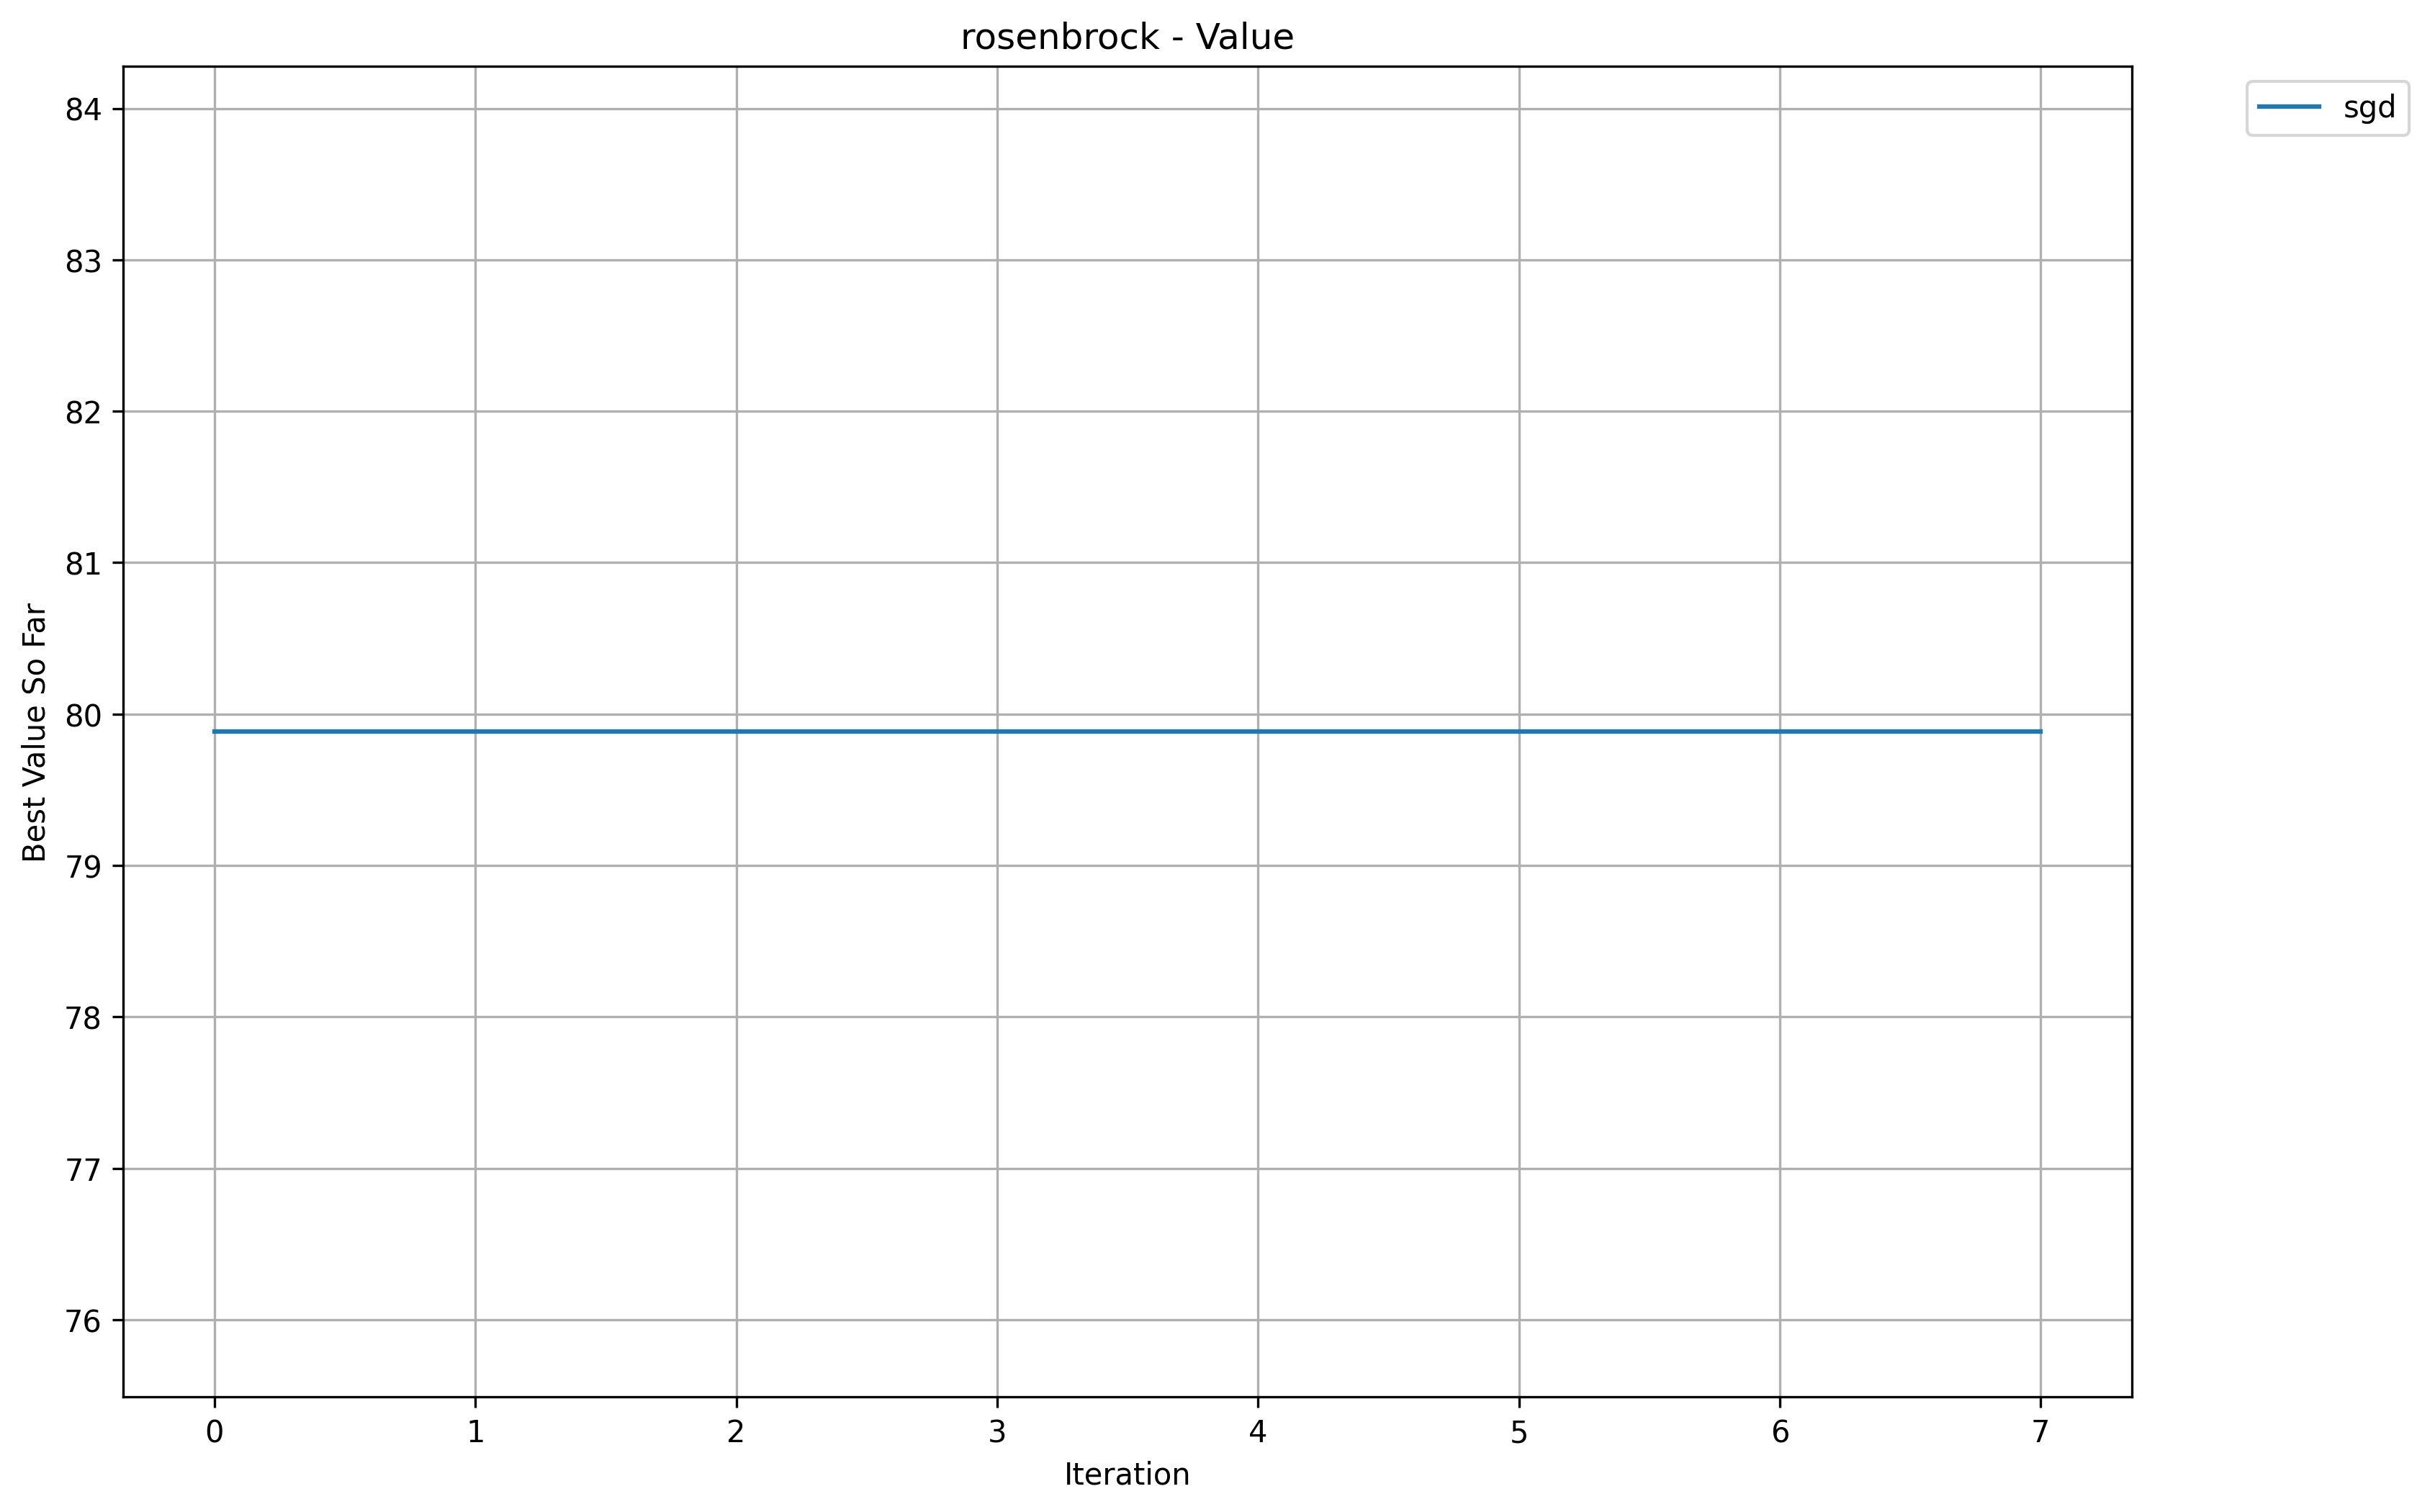 rosenbrock - Value
sgd
84
83
82
81
80
79
78
77
76
Best Value So Far
0 1 2 3 4 5 6 7
Iteration